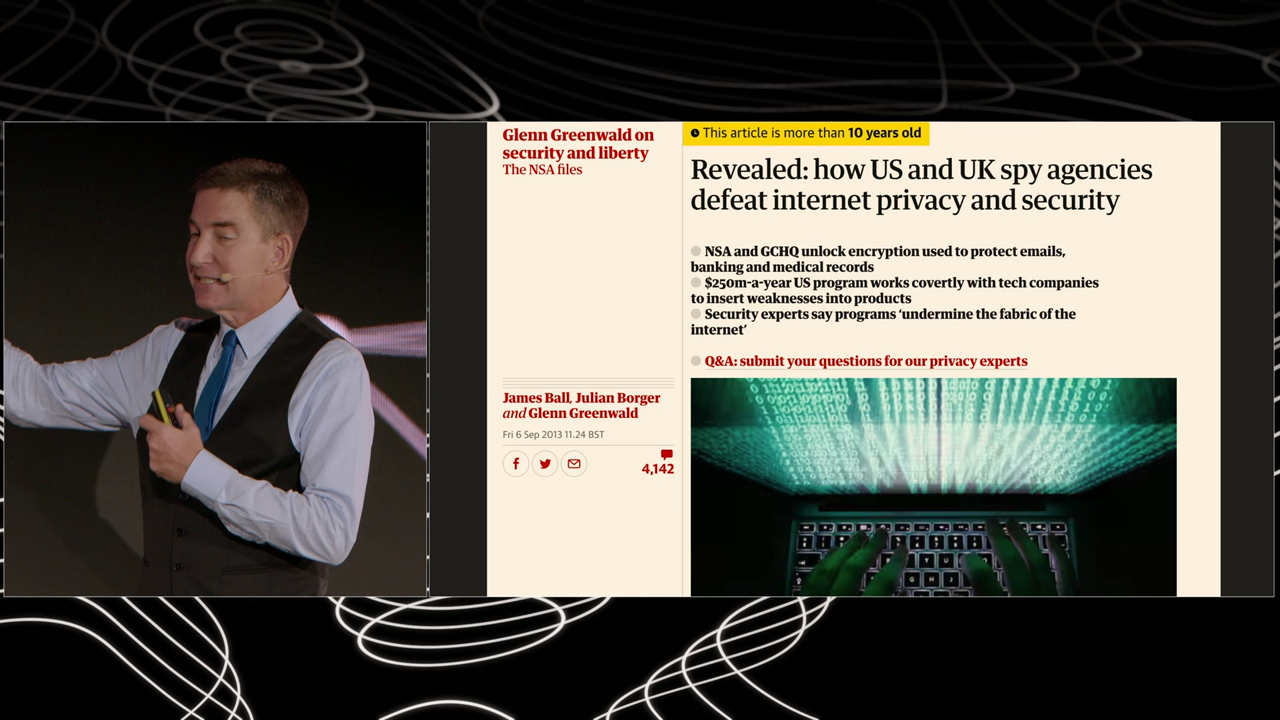 Glenn Greenwald on
security and liberty
The NSA files
This article is more than 10 years old
Revealed: how US and UK spy agencies
defeat internet privacy and security
NSA and GCHQ unlock encryption used to protect emails,
banking and medical records
$250m-a-year US program works covertly with tech companies
to insert weaknesses into products
Security experts say programs ‘undermine the fabric of the
internet’
Q&A: submit your questions for our privacy experts
James Ball, Julian Borger
and Glenn Greenwald
Fri 6 Sep 2013 11.24 BST
4,142